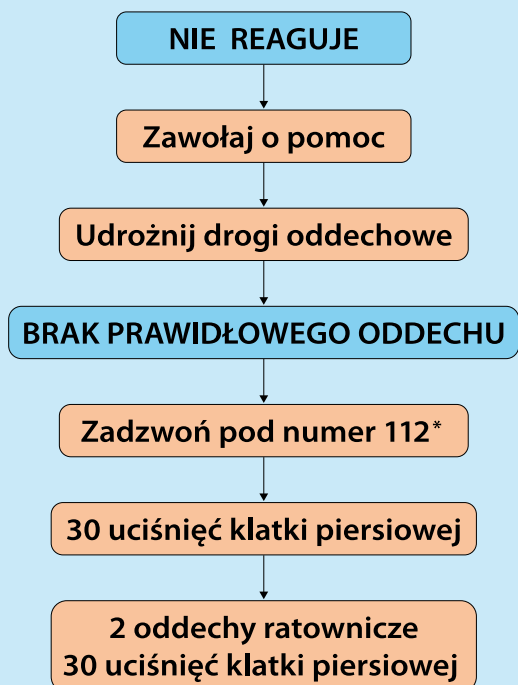 NIE REAGUJE
Zawołaj o pomoc
Udrożnij drogi oddechowe
BRAK PRAWIDŁOWEGO ODDECHU
Zadzwoń pod numer 112*
30 uciśnięć klatki piersiowej
2 oddechy ratownicze
30 uciśnięć klatki piersiowej